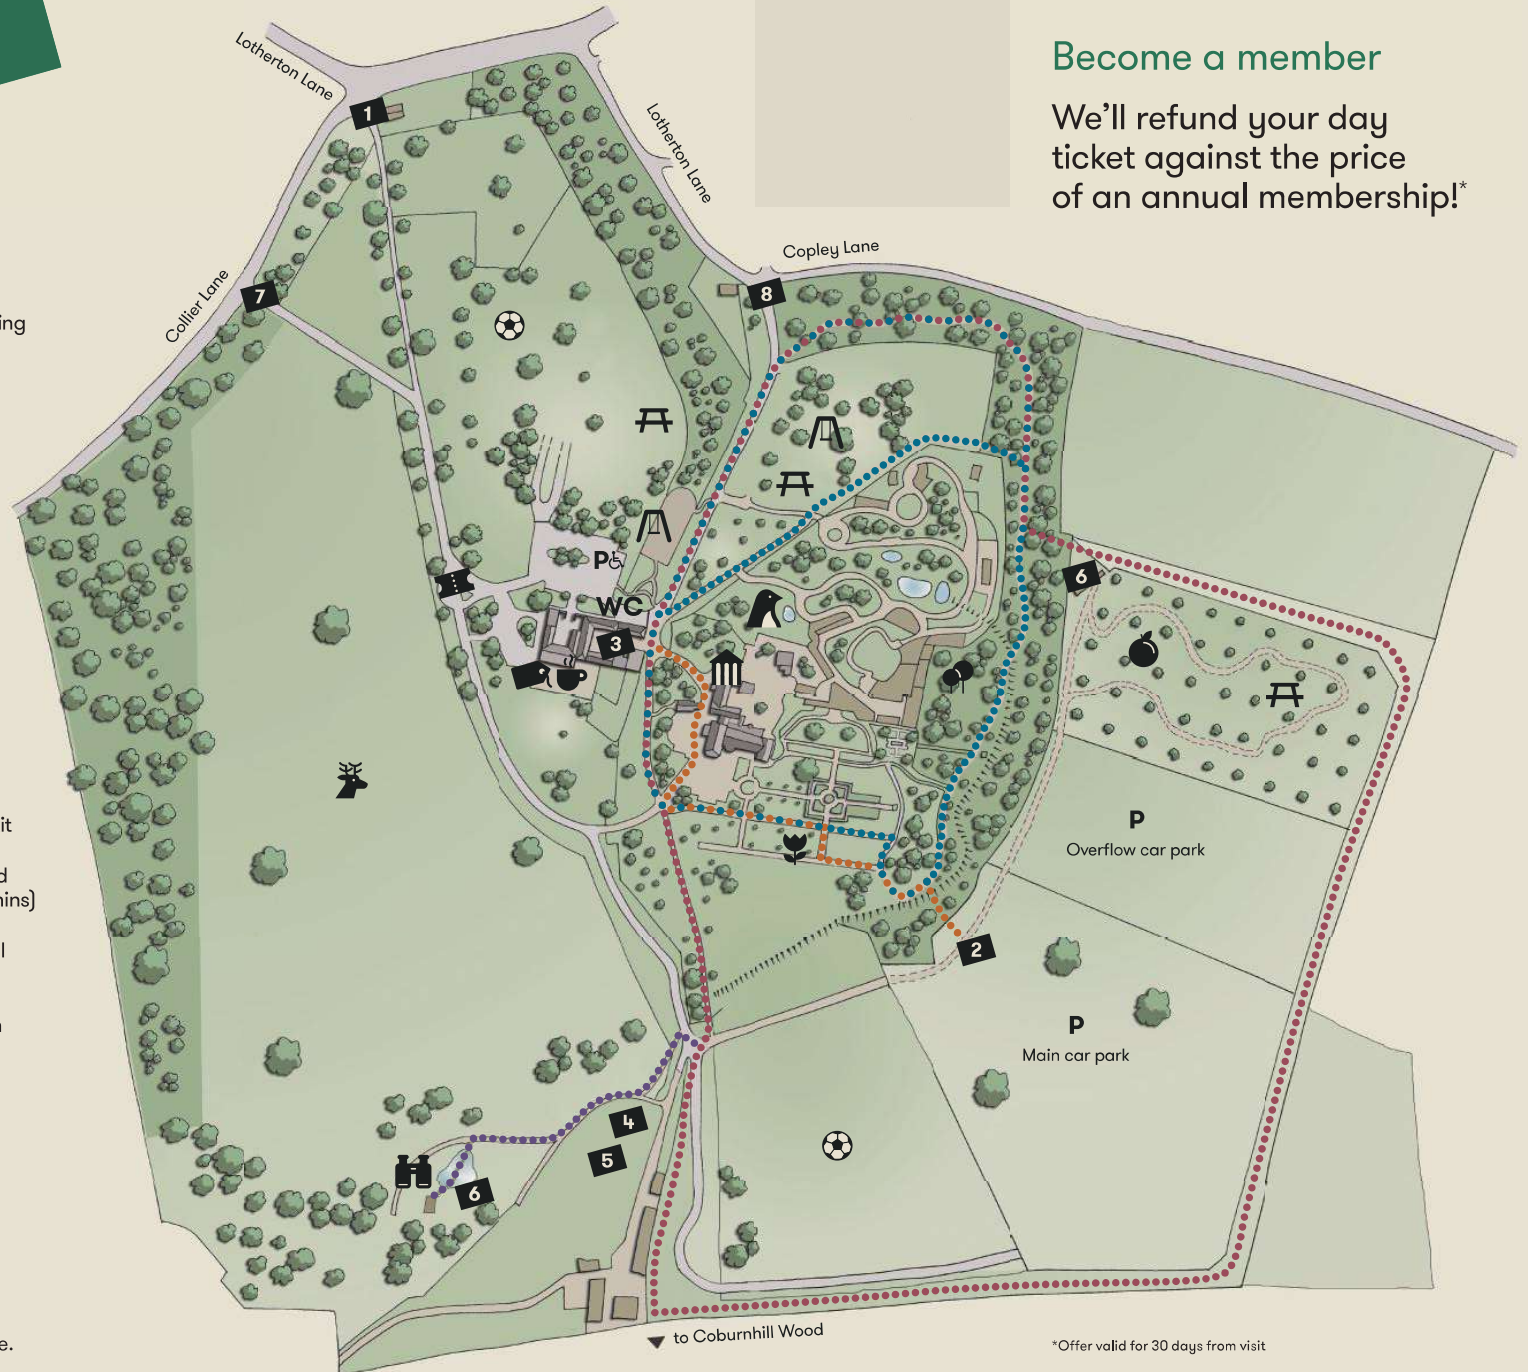 Become a member
We'll refund your day
ticket against the price
of an annual membership!*
Lotherton Lane
1
Lotherton Lane
Copley Lane
8
7
Collier Lane
ing
P
6
WC
3
it
P
Overflow car park
d
nins)
l
2
P
Main car park
4
5
6
to Coburnhill Wood
e.
*Offer valid for 30 days from visit